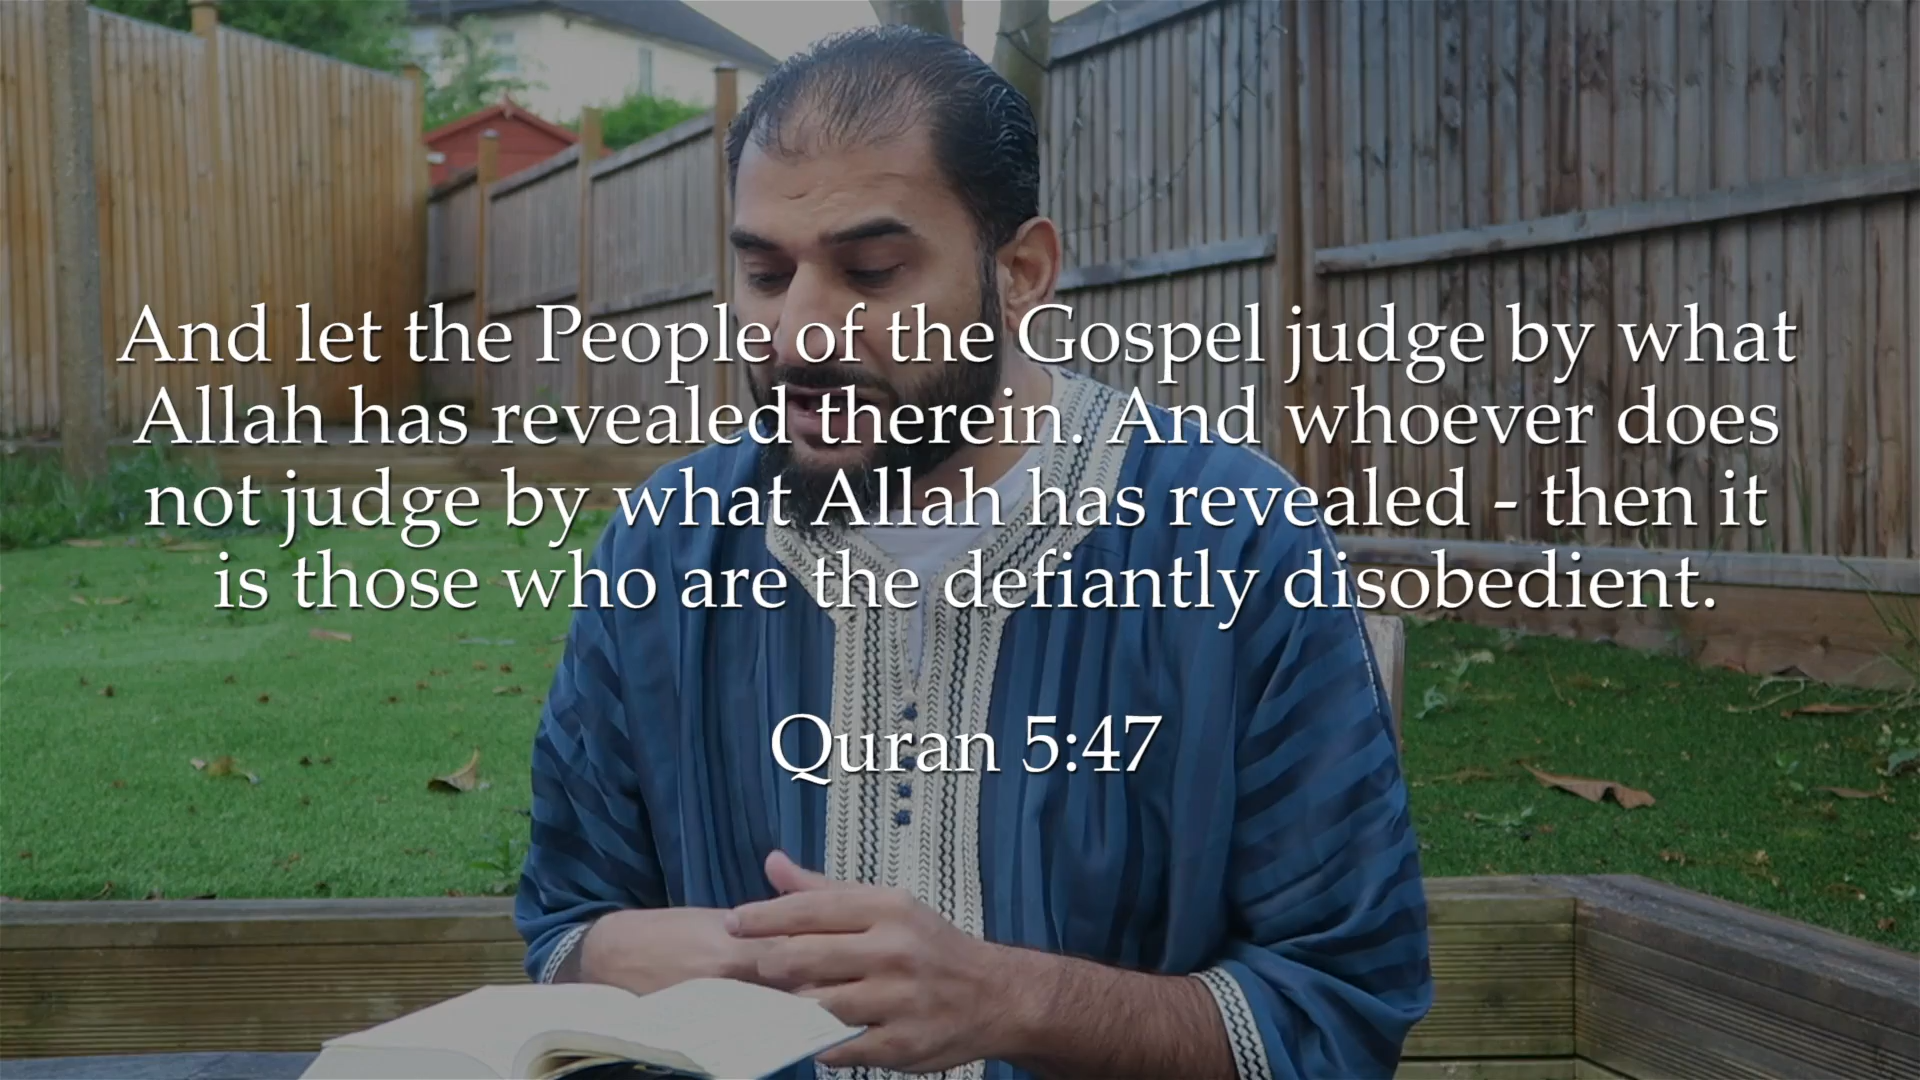 And let the People of the Gospel judge by what
Allah has revealed therein. And whoever does
not judge by what Allah has revealed - then it
is those who are the defiantly disobedient.
Quran 5:47